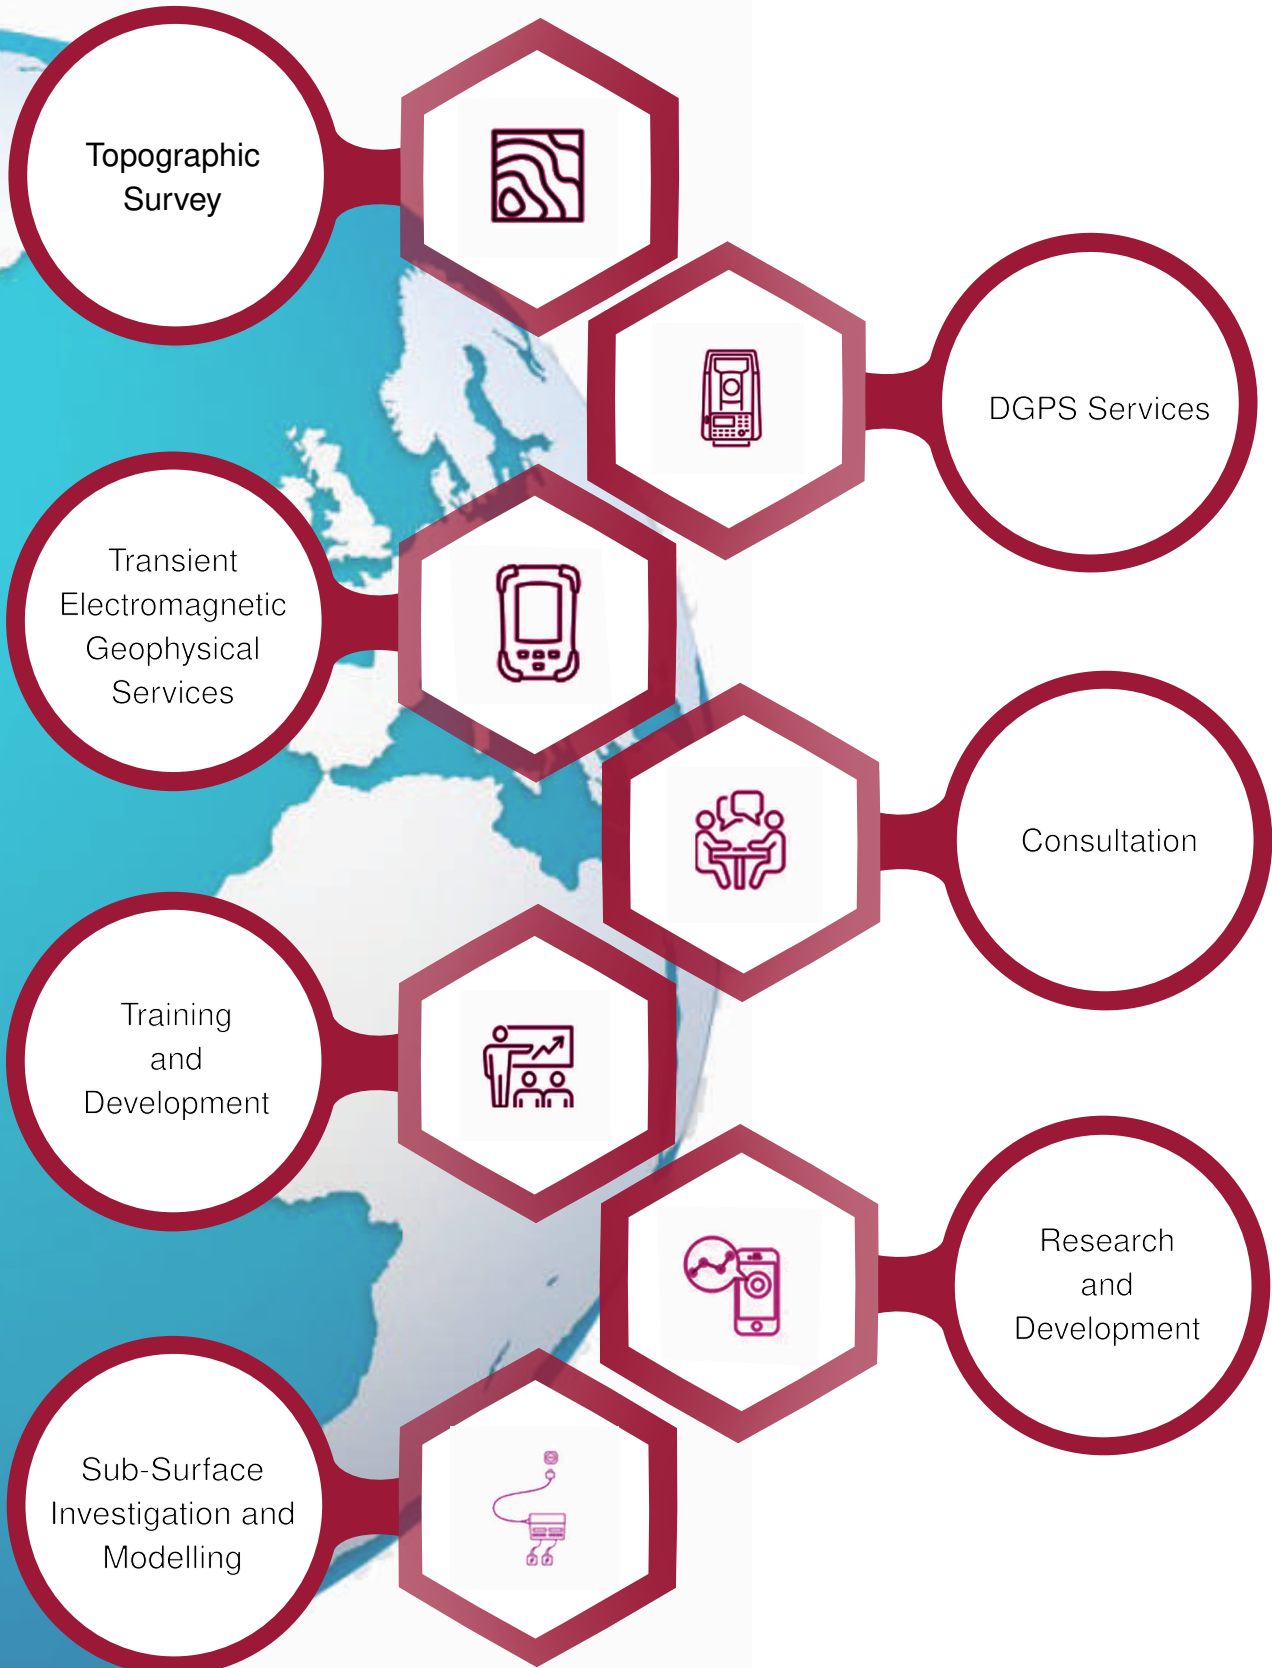 Topographic
Survey
DGPS Services
Transient
Electromagnetic
Geophysical
Services
Consultation
Training
and
Development
Research
and
Development
Sub-Surface
Investigation and
Modelling